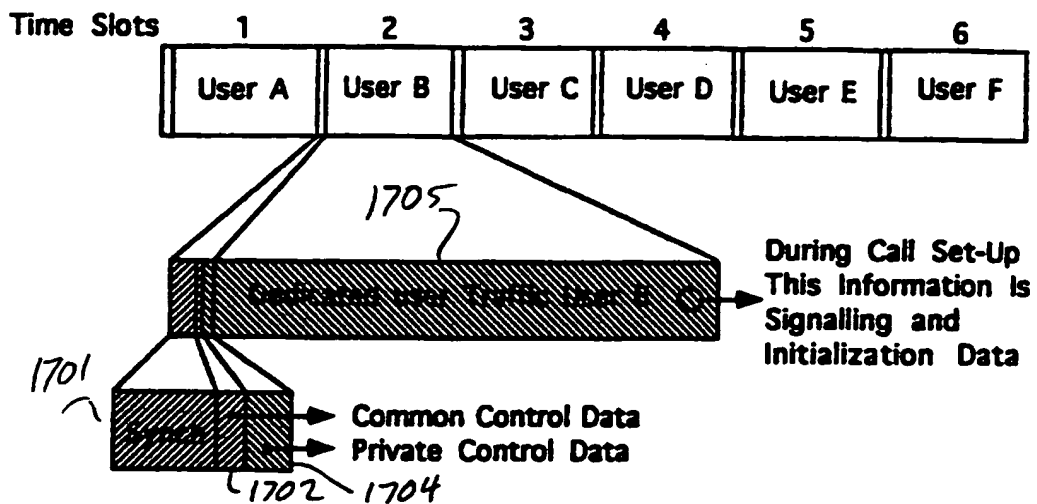 Time Slots 1 2 3 4 5 6
User A User B User C User D User E User F
1705
Dedicated user Traffic User B
During Call Set-Up
This Information Is
Signalling and
Initialization Data
1701
Synch
Common Control Data
Private Control Data
1702 1704